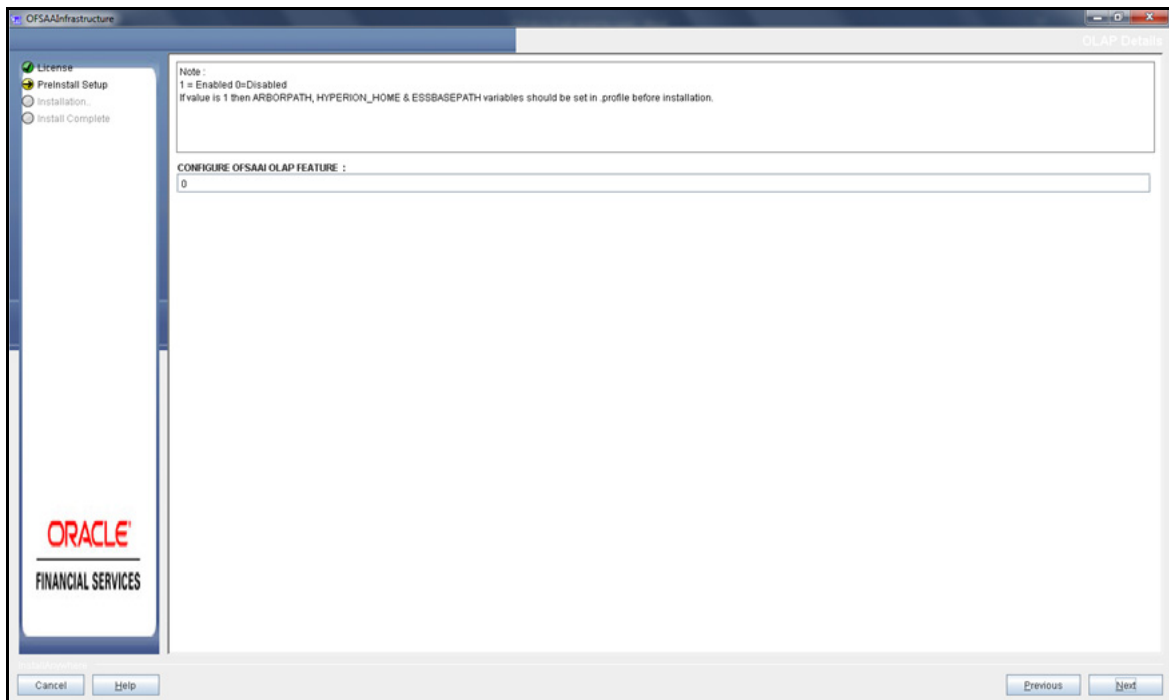 OFSAAInfrastructure
OLAP Details
License
PreInstall Setup
Installation..
Install Complete
Note :
1 = Enabled 0=Disabled
If value is 1 then ARBORPATH, HYPERION_HOME & ESSBASEPATH variables should be set in .profile before installation.
CONFIGURE OFSAAI OLAP FEATURE :
0
ORACLE
FINANCIAL SERVICES
InstallAnywhere
Cancel
Help
Previous
Next